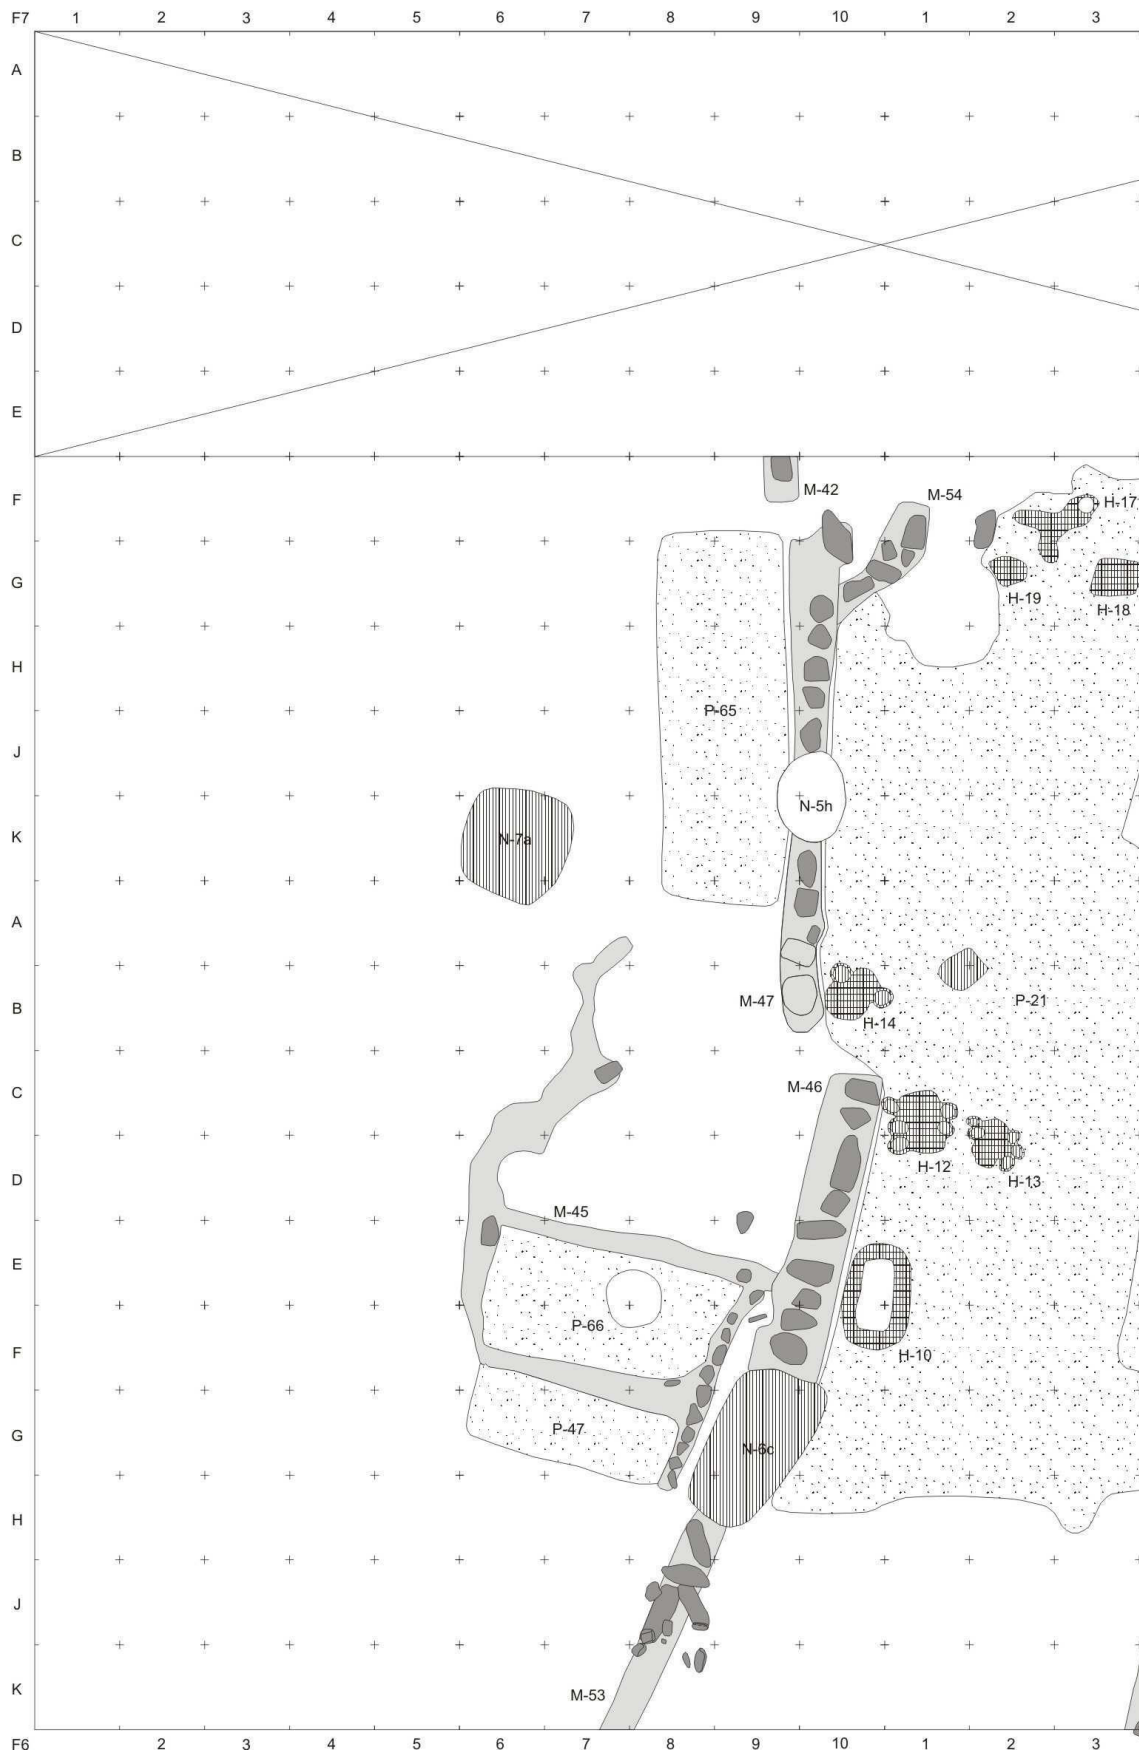 F7 1 2 3 4 5 6 7 8 9 10 1 2 3
A
B
C
D
E
F M-42 M-54 H-17
G H-19 H-18
H
P-65
J
N-5h
K N-7a
A
M-47 P-21
B H-14
C M-46
H-12
D H-13
M-45
E
P-66
F H-10
G P-47
N-6c
H
J
K M-53
F6 1 2 3 4 5 6 7 8 9 10 1 2 3